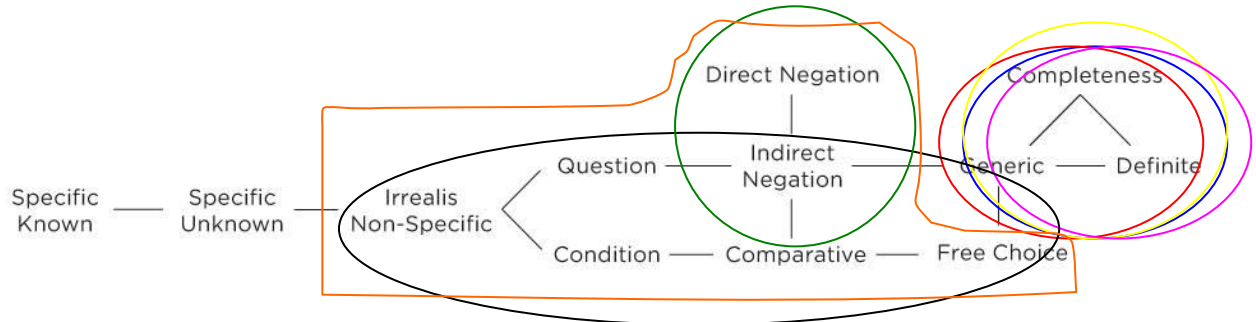 Direct Negation
Completeness
Question
Indirect
Negation
Generic
Definite
Specific
Known
Specific
Unknown
Irrealis
Non-Specific
Condition
Comparative
Free Choice